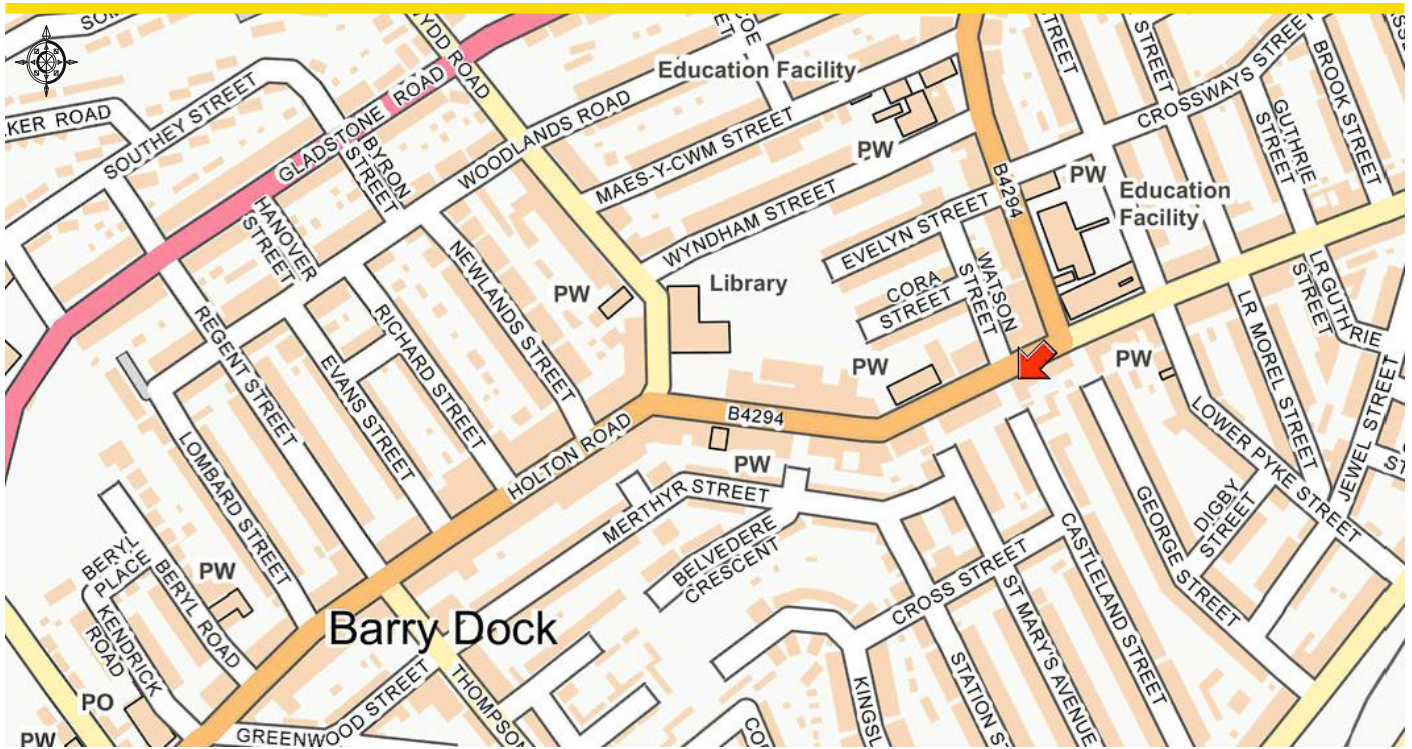 YDD ROAD
Education Facility
KER ROAD
SOUTHEY STREET
GLADSTONE ROAD
BYRON
STREET
WOODLANDS ROAD
MAES-Y-CWM STREET
PW
B4294
CROSSWAYS STREET
STREET
GUTHRIE
STREET
BROOK STREET
PW
Education
Facility
HANOVER
STREET
NEWLANDS STREET
WYNDHAM STREET
EVELYN STREET
CORA
STREET
WATSON
STREET
PW
Library
REGENT STREET
RICHARD STREET
EVANS STREET
LOMBARD STREET
HOLTON ROAD
B4294
PW
PW
PW
LR MOREL STREET
LR GUTHRIE
STREET
JEWEL STREET
LOWER PYKE STREET
DIGBY
STREET
GEORGE STREET
MERTHYR STREET
BELVEDERE
CRESCENT
CROSS STREET
CASTLELAND STREET
ST MARY'S AVENUE
STATION ST
KINGSL
BERYL
PLACE
BERYL ROAD
KENDRICK
ROAD
PW
Barry Dock
PO
PW
GREENWOOD STREET
THOMPSON